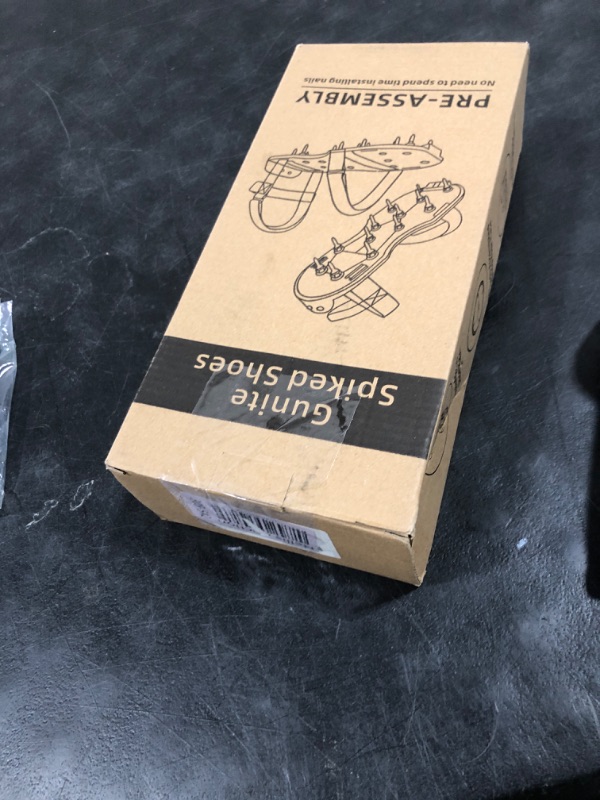 Gunite
Spiked Shoes
PRE-ASSEMBLY
No need to spend time installing nails